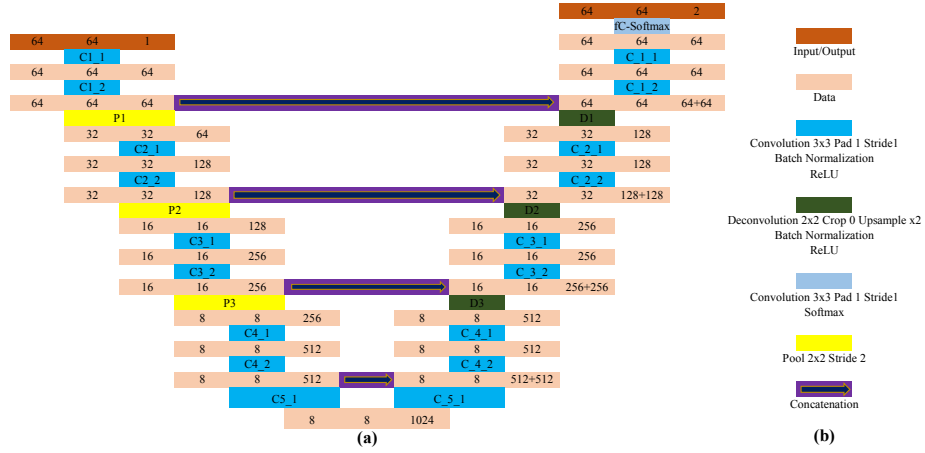 64 64 2
fC-Softmax
64 64 1
64 64 64
C1_1
C_1_1
64 64 64
64 64 64
C1_2
C_1_2
64 64 64
64 64 64+64
P1
D1
32 32 64
32 32 128
C2_1
C_2_1
32 32 128
32 32 128
C2_2
C_2_2
32 32 128
32 32 128+128
P2
D2
16 16 128
16 16 256
C3_1
C_3_1
16 16 256
16 16 256
C3_2
C_3_2
16 16 256
16 16 256+256
P3
D3
8 8 256
8 8 512
C4_1
C_4_1
8 8 512
8 8 512
C4_2
C_4_2
8 8 512
8 8 512+512
C5_1
C_5_1
8 8 1024
(a)
Input/Output
Data
Convolution 3x3 Pad 1 Stride1
Batch Normalization
ReLU
Deconvolution 2x2 Crop 0 Upsample x2
Batch Normalization
ReLU
Convolution 3x3 Pad 1 Stride1
Softmax
Pool 2x2 Stride 2
Concatenation
(b)